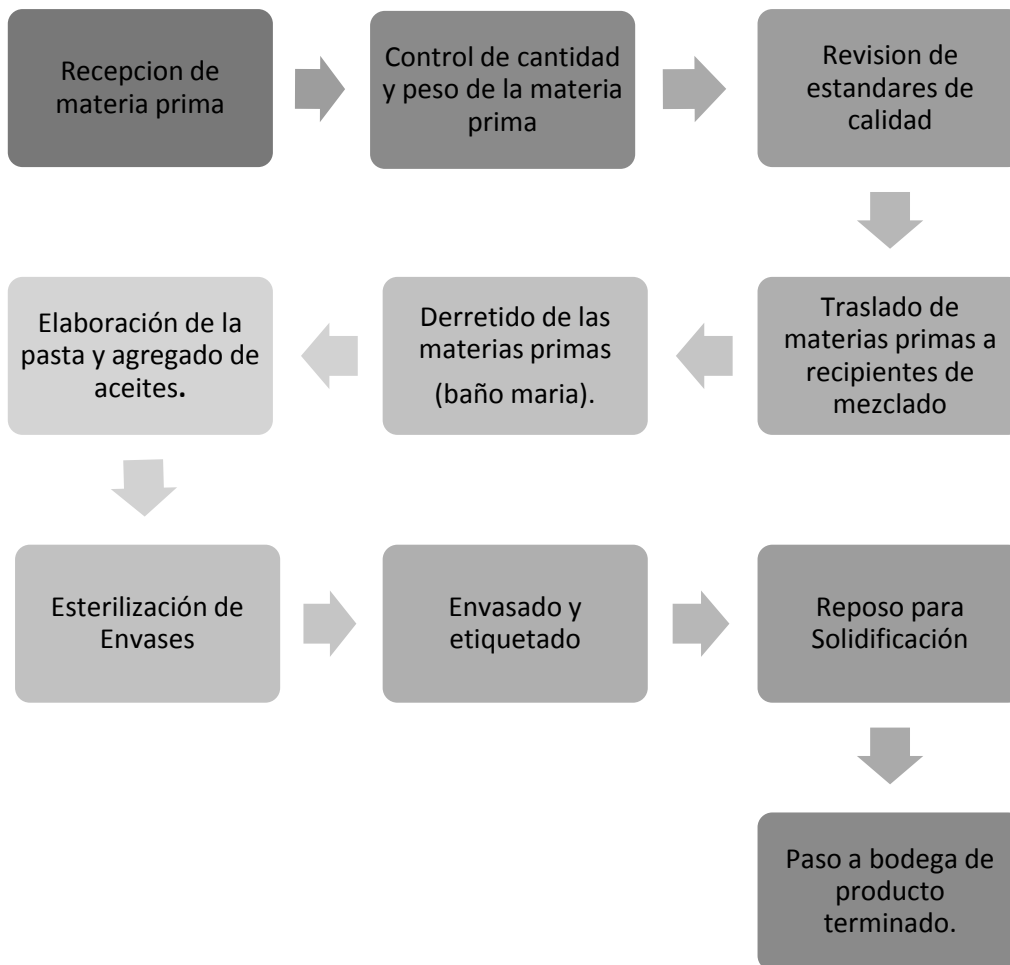 Recepcion de
materia prima
Control de cantidad
y peso de la materia
prima
Revision de
estandares de
calidad
Traslado de
materias primas a
recipientes de
mezclado
Derretido de las
materias primas
(baño maria).
Elaboración de la
pasta y agregado de
aceites.
Esterilización de
Envases
Envasado y
etiquetado
Reposo para
Solidificación
Paso a bodega de
producto
terminado.